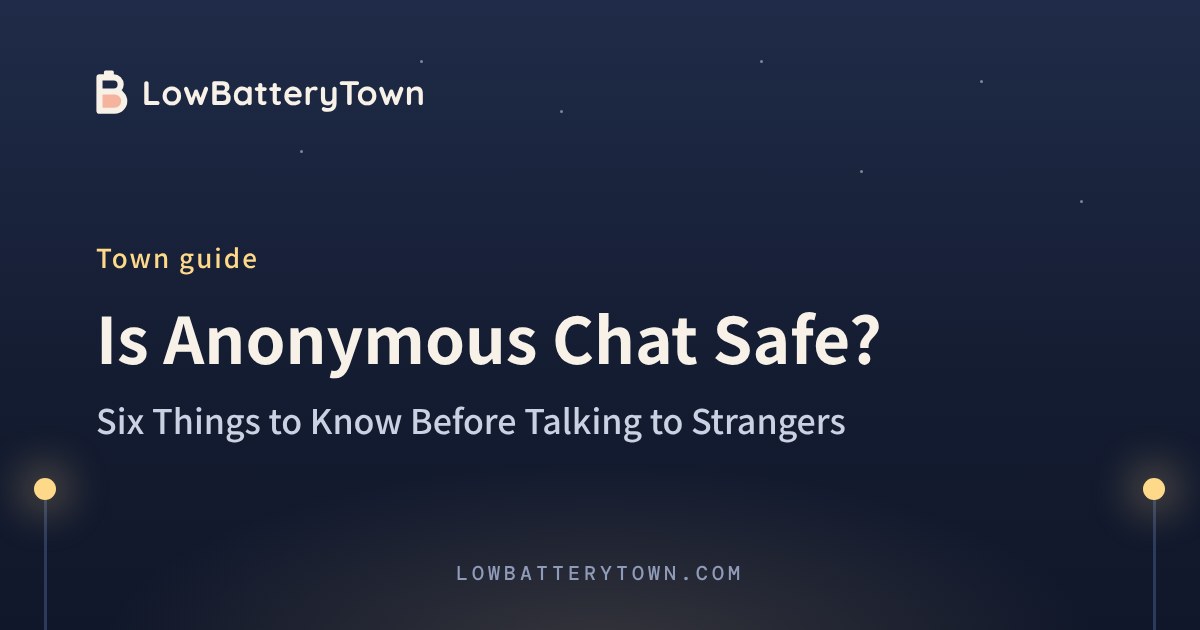 LowBatteryTown
Town guide
Is Anonymous Chat Safe?
Six Things to Know Before Talking to Strangers
LOWBATTERYTOWN.COM